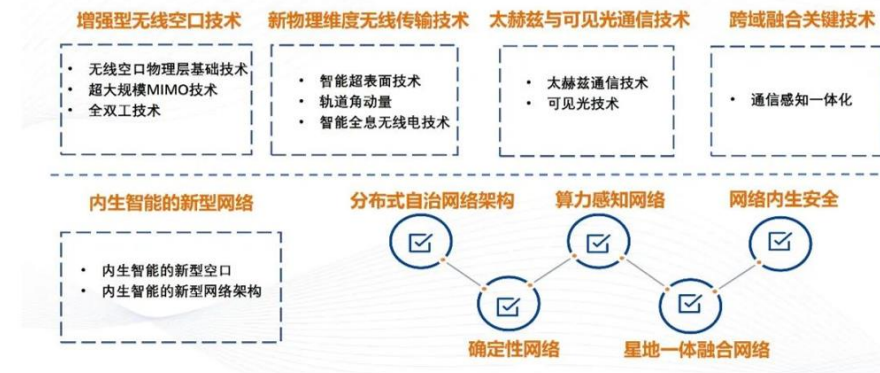 增强型无线空口技术
新物理维度无线传输技术
太赫兹与可见光通信技术
跨域融合关键技术
• 无线空口物理层基础技术
• 超大规模MIMO技术
• 全双工技术
• 智能超表面技术
• 轨道角动量
• 智能全息无线电技术
• 太赫兹通信技术
• 可见光技术
• 通信感知一体化
内生智能的新型网络
• 内生智能的新型空口
• 内生智能的新型网络架构
分布式自治网络架构
确定性网络
算力感知网络
星地一体融合网络
网络内生安全